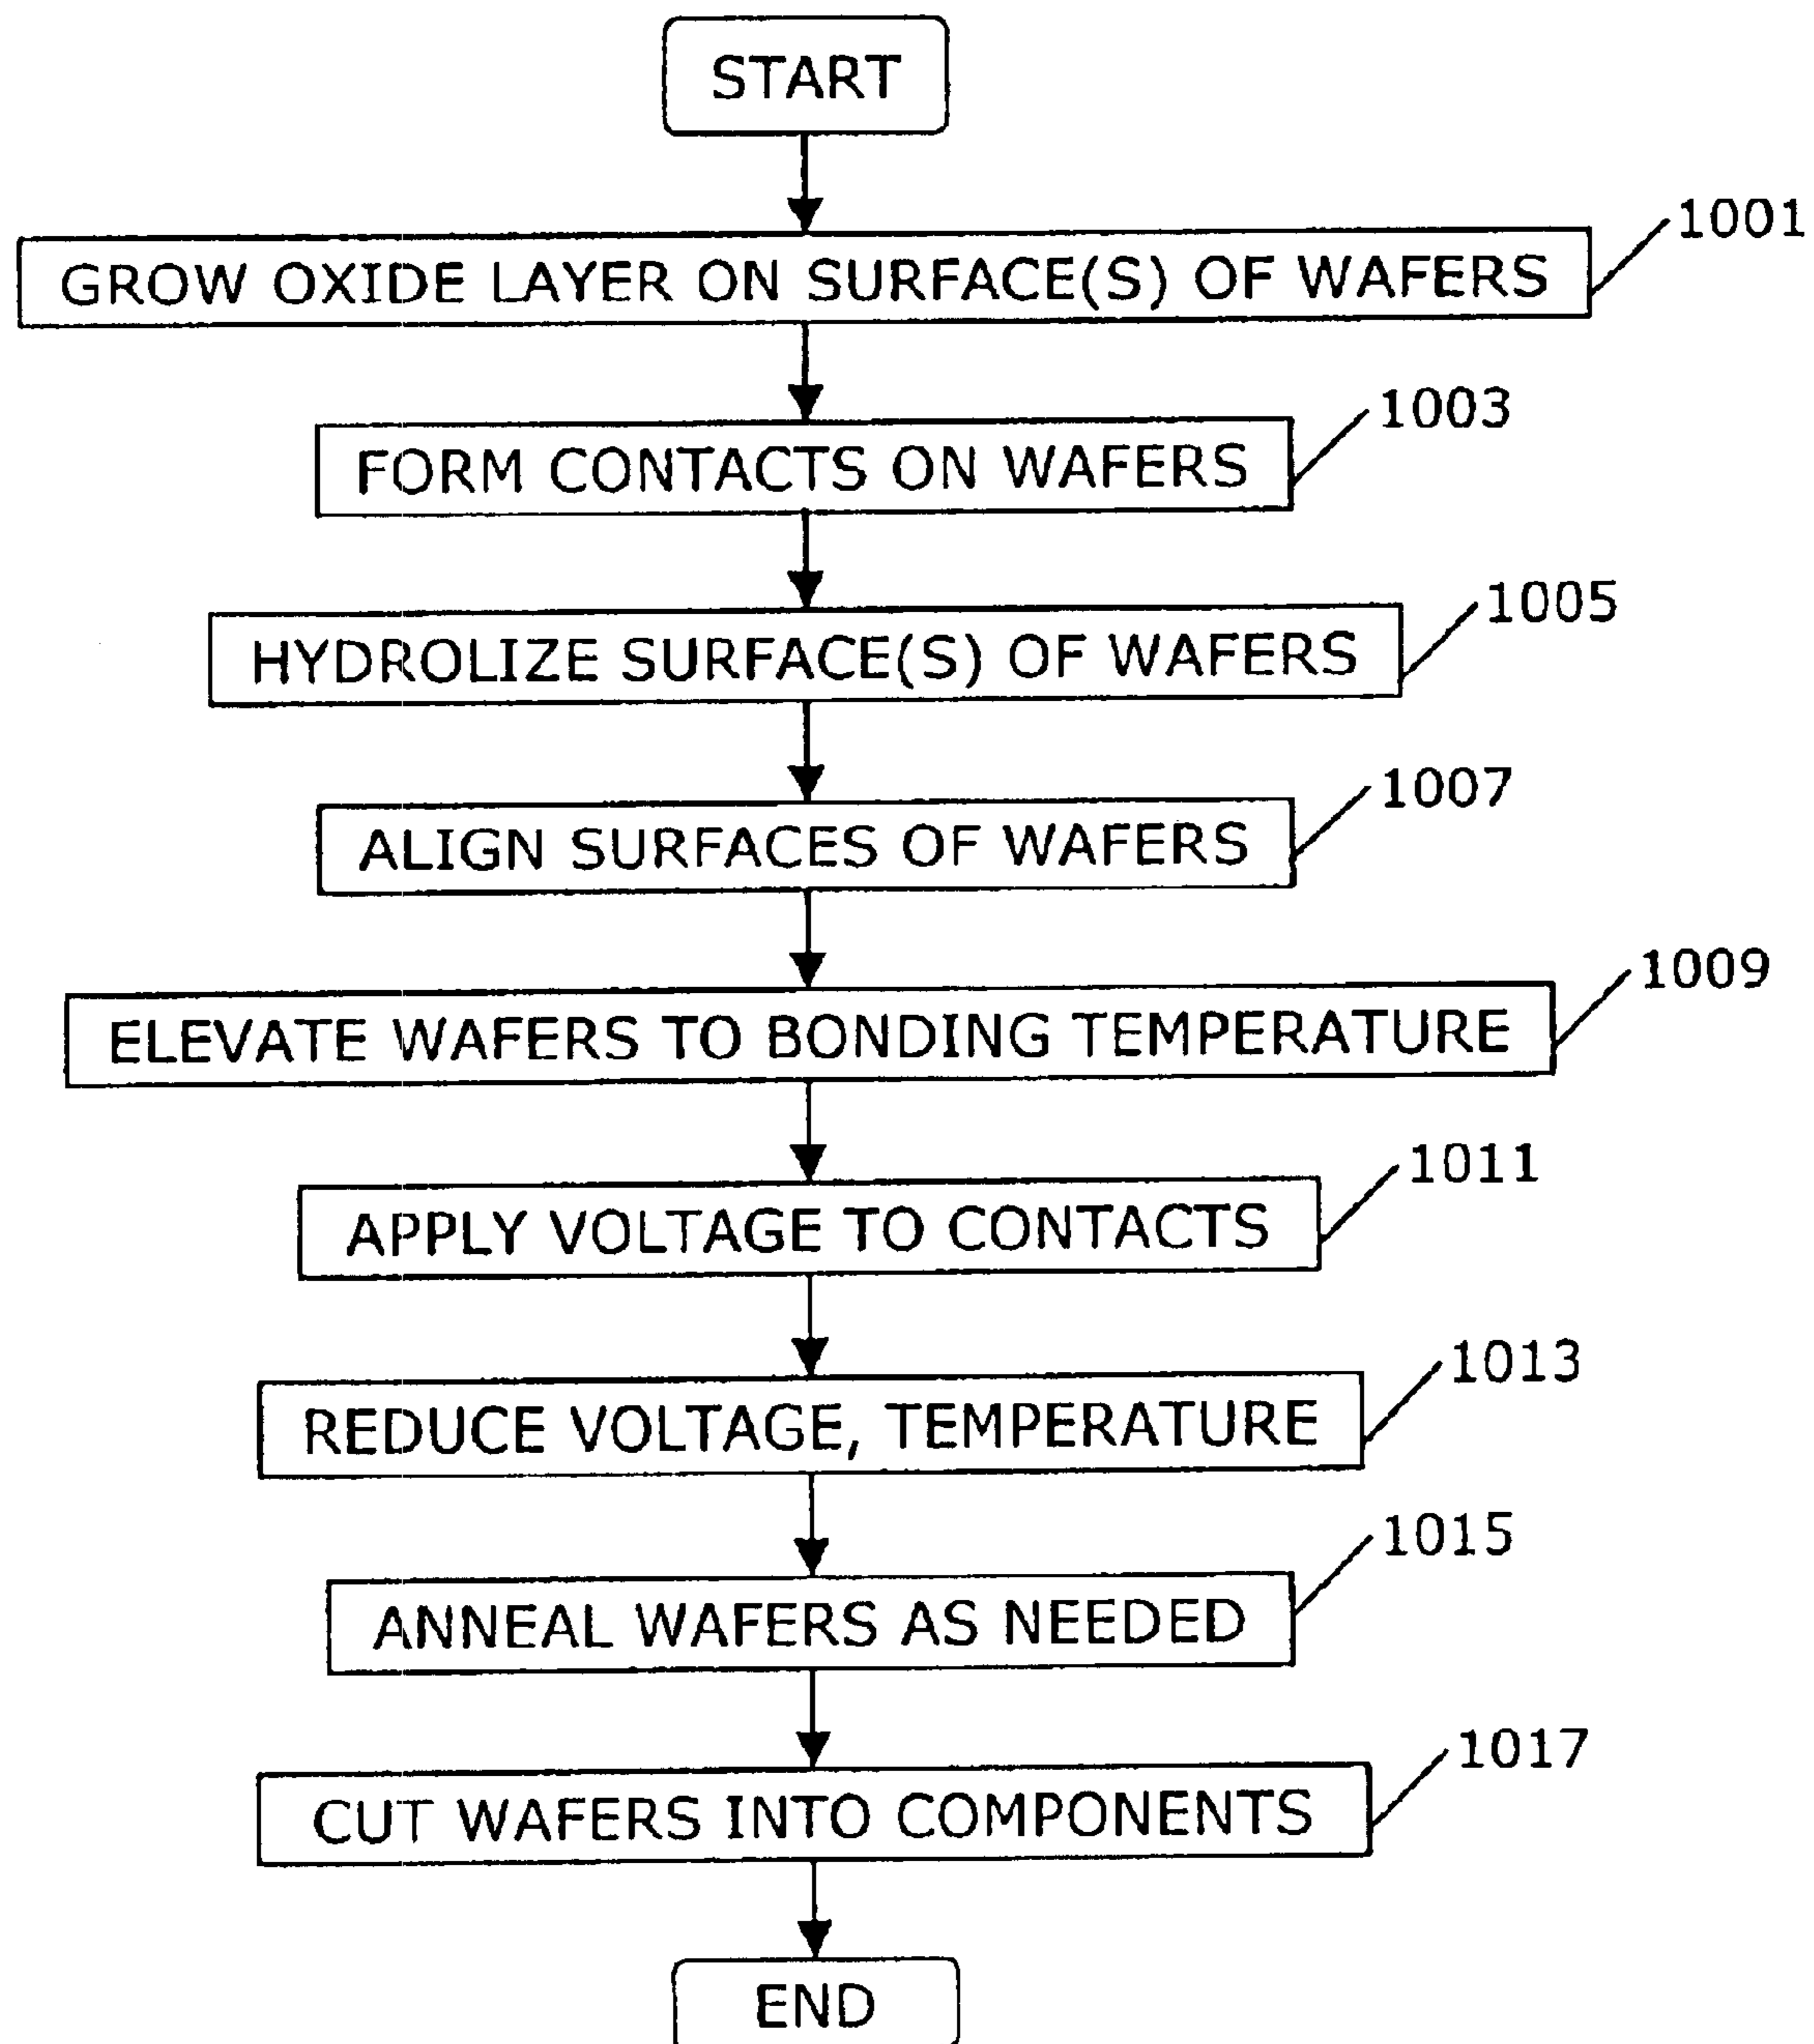 START
1001
GROW OXIDE LAYER ON SURFACE(S) OF WAFERS
1003
FORM CONTACTS ON WAFERS
1005
HYDROLIZE SURFACE(S) OF WAFERS
1007
ALIGN SURFACES OF WAFERS
1009
ELEVATE WAFERS TO BONDING TEMPERATURE
1011
APPLY VOLTAGE TO CONTACTS
1013
REDUCE VOLTAGE, TEMPERATURE
1015
ANNEAL WAFERS AS NEEDED
1017
CUT WAFERS INTO COMPONENTS
END